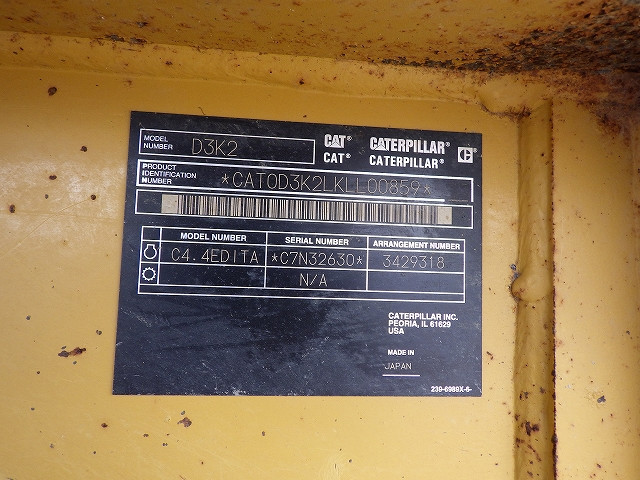 MODEL NUMBER D3K2
CAT® CATERPILLAR®
CAT® CATERPILLAR®
PRODUCT IDENTIFICATION NUMBER *CAT0D3K2LKLL00859*
MODEL NUMBER SERIAL NUMBER ARRANGEMENT NUMBER
C4.4EDITA *C7N32630* 3429318
N/A
CATERPILLAR INC.
PEORIA, IL 61629
USA
MADE IN
JAPAN
239-6989X-6-